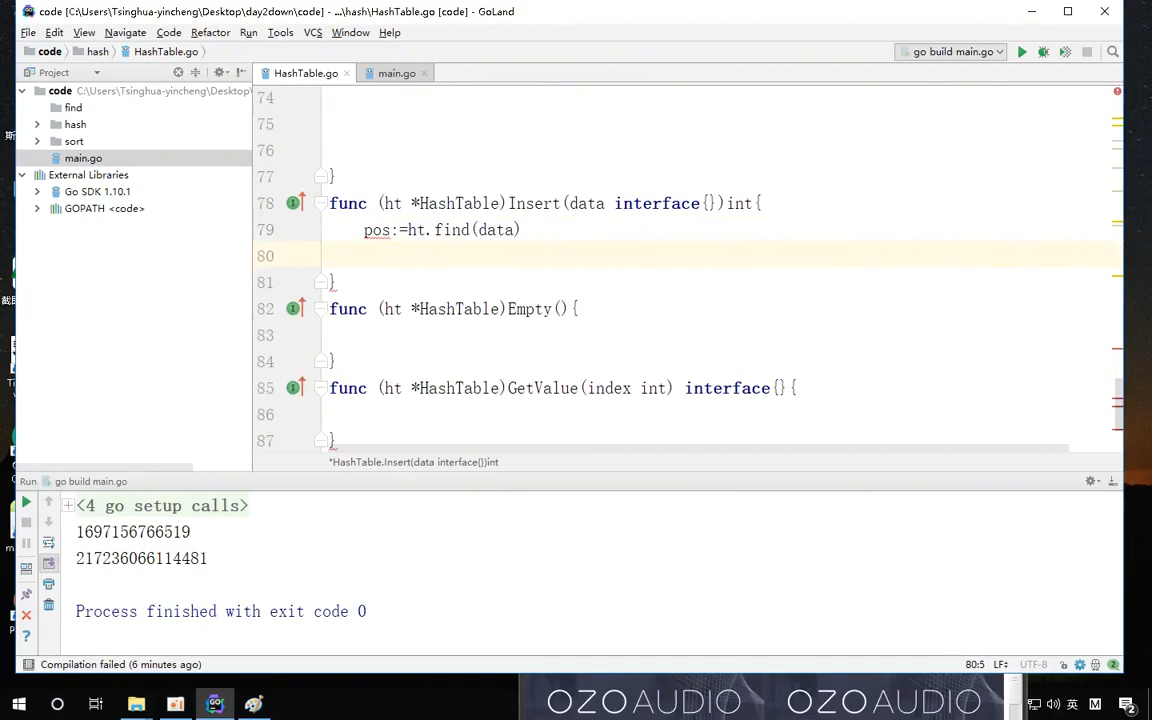 code [C:\Users\Tsinghua-yincheng\Desktop\day2down\code] - ...\hash\HashTable.go [code] - GoLand
File Edit View Navigate Code Refactor Run Tools VCS Window Help
code hash HashTable.go go build main.go
Project HashTable.go main.go
code C:\Users\Tsinghua-yincheng\Desktop\
find
hash
sort
main.go
External Libraries
Go SDK 1.10.1
GOPATH <code>
74
75
76
77 }
78 func (ht *HashTable)Insert(data interface{})int{
79 pos:=ht.find(data)
80
81 }
82 func (ht *HashTable)Empty(){
83
84 }
85 func (ht *HashTable)GetValue(index int) interface{}{
86
87 }
*HashTable.Insert(data interface{})int
Run go build main.go
<4 go setup calls>
1697156766519
217236066114481
Process finished with exit code 0
Compilation failed (6 minutes ago) 80:5 LF÷ UTF-8 2
OZO AUDIO OZO AUDIO
英 M 2